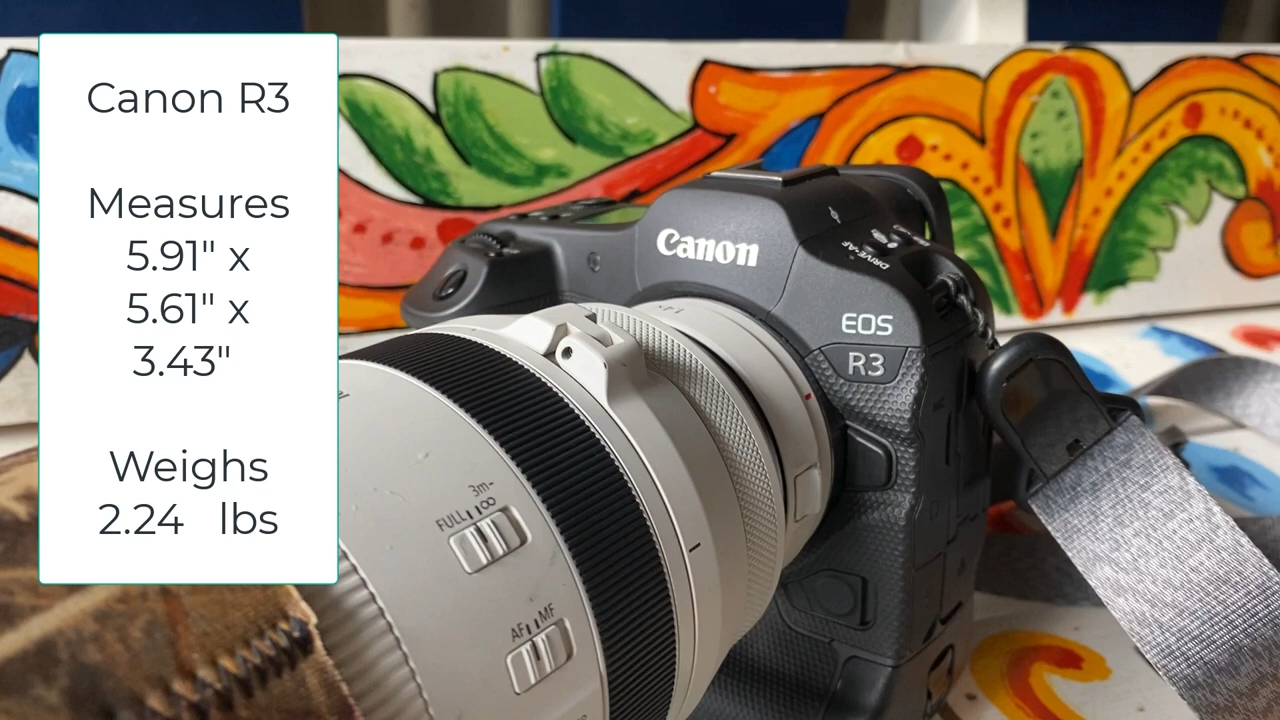 Canon R3
Measures
5.91" x
5.61" x
3.43"
Weighs
2.24 lbs
Canon
EOS
R3
DRIVE•AF
3m-∞
FULL
AF MF